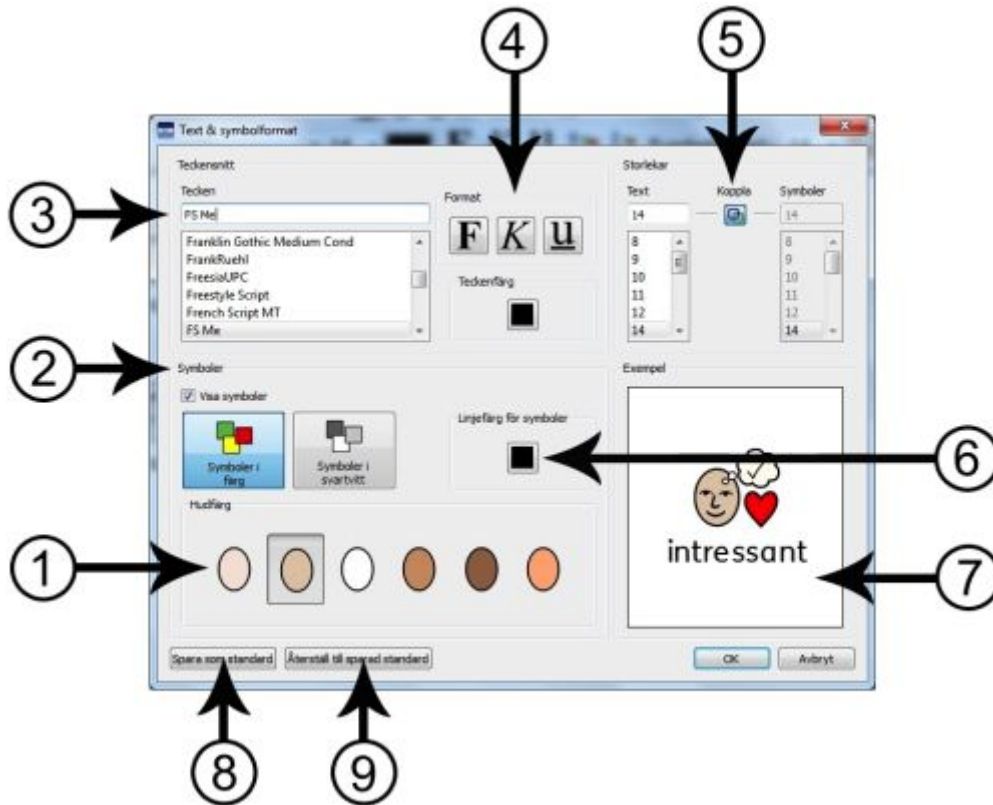 4
5
Text & symbolformat
x
Teckensnitt
Storlekar
3
Tecken
FS Me
Franklin Gothic Medium Cond
FrankRuehl
FreesiaUPC
Freestyle Script
French Script MT
FS Me
Format
F K u
Teckenfärg
Text Koppla Symboler
14 14
8 8
9 9
10 10
11 11
12 12
14 14
2
Symboler
Visa symboler
Symboler i
färg
Symboler i
svartvitt
Linjefärg för symboler
6
Exempel
intressant
7
1
Hudfärg
Spara som standard
Återställ till sparad standard
OK
Avbryt
8
9